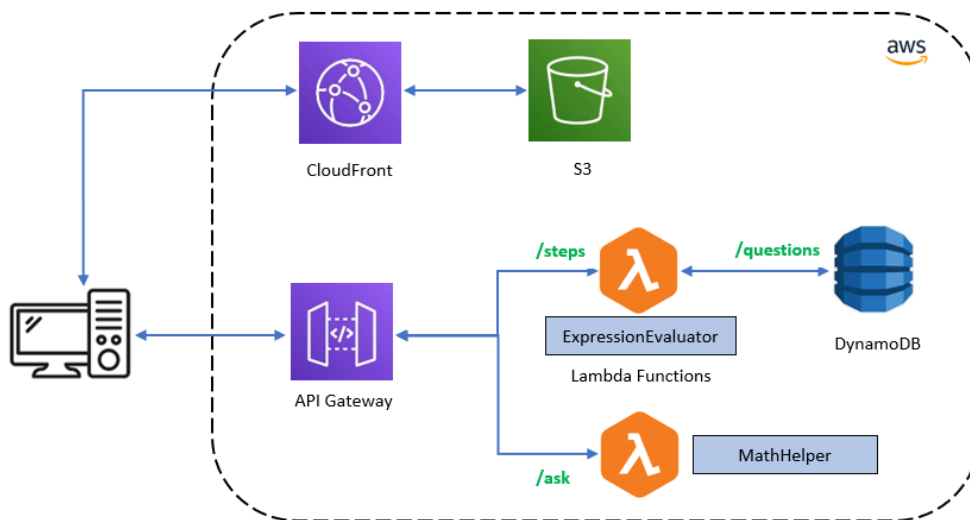 aws
CloudFront
S3
/steps
/questions
</>
ExpressionEvaluator
DynamoDB
Lambda Functions
API Gateway
MathHelper
/ask